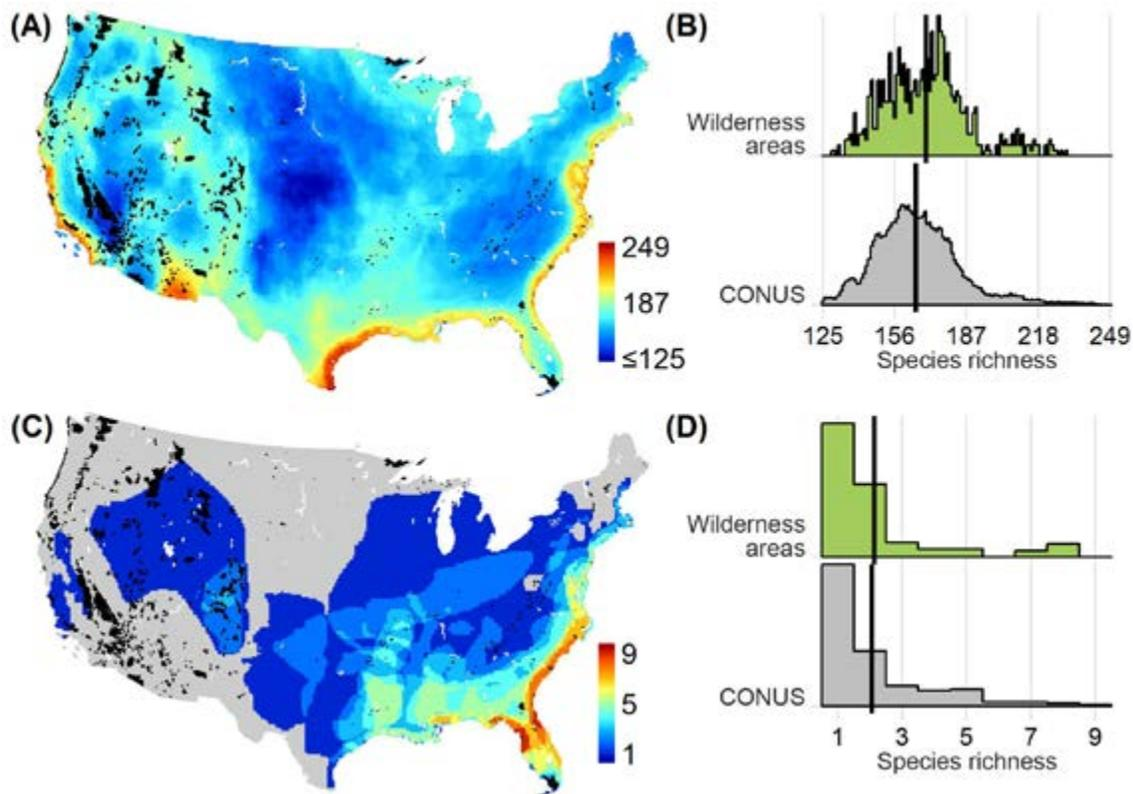 (A)
249
187
≤125
(B)
Wilderness
areas
CONUS
125 156 187 218 249
Species richness
(C)
9
5
1
(D)
Wilderness
areas
CONUS
1 3 5 7 9
Species richness